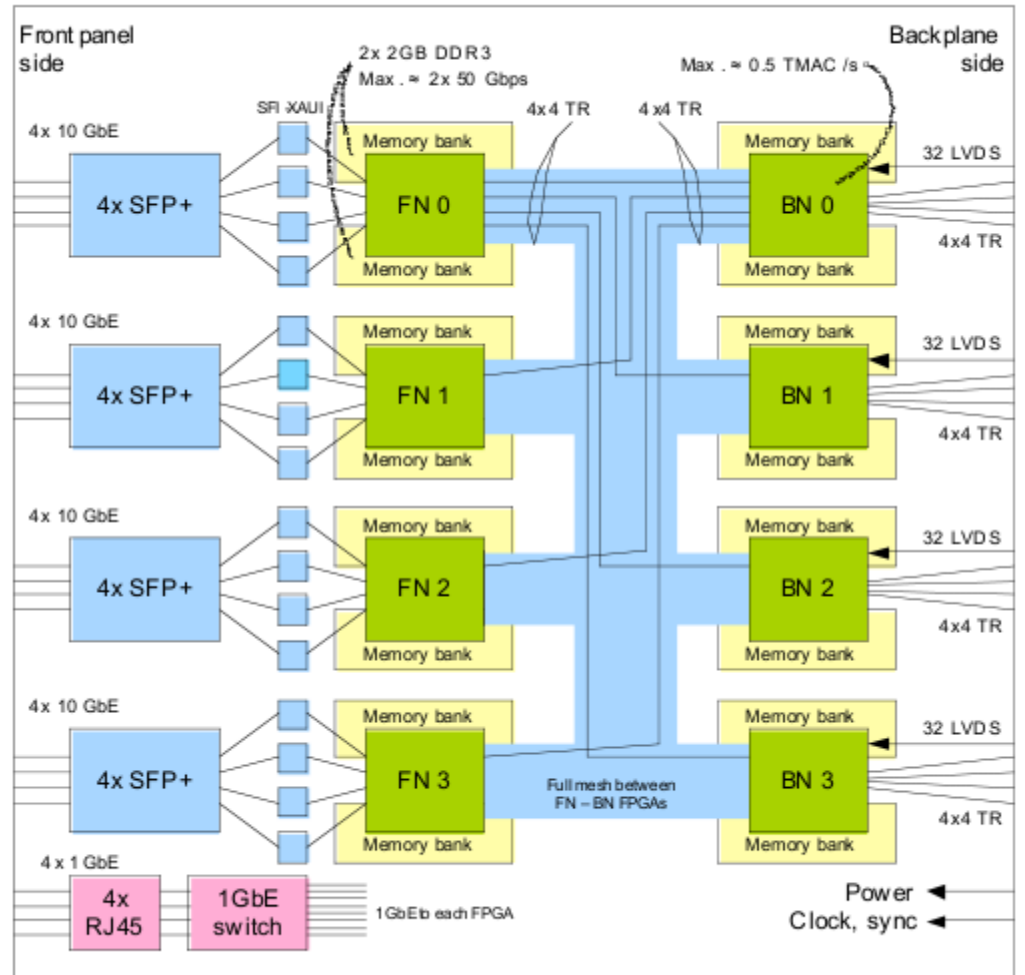 Front panel
side
Backplane
side
2x 2GB DDR3
Max . ≈ 2x 50 Gbps
Max . ≈ 0.5 TMAC /s
SFI -XAUI
4x4 TR
4x4 TR
4x 10 GbE
4x SFP+
Memory bank
FN 0
Memory bank
Memory bank
BN 0
Memory bank
32 LVDS
4x4 TR
4x 10 GbE
4x SFP+
Memory bank
FN 1
Memory bank
Memory bank
BN 1
Memory bank
32 LVDS
4x4 TR
4x 10 GbE
4x SFP+
Memory bank
FN 2
Memory bank
Memory bank
BN 2
Memory bank
32 LVDS
4x4 TR
4x 10 GbE
4x SFP+
Memory bank
FN 3
Memory bank
Full mesh between
FN – BN FPGAs
Memory bank
BN 3
Memory bank
32 LVDS
4x4 TR
4x 1 GbE
4x
RJ45
1GbE
switch
1GbE to each FPGA
Power
Clock, sync